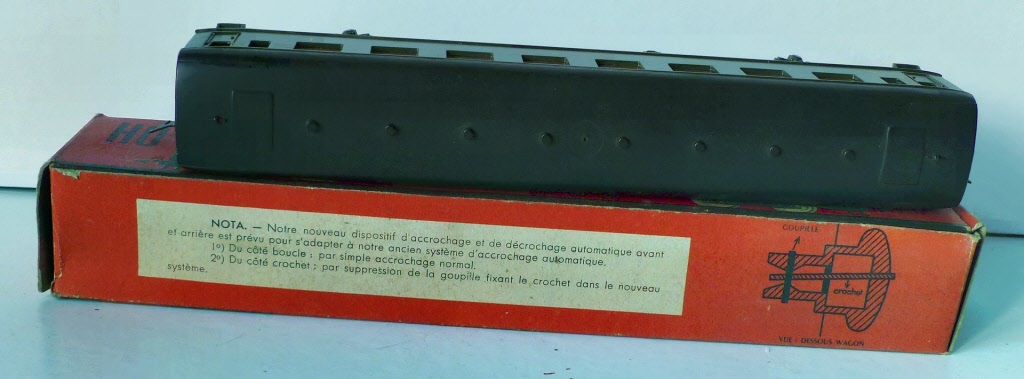 HO
NOTA. — Notre nouveau dispositif d'accrochage et de décrochage automatique avant
et arrière est prévu pour s'adapter à notre ancien système d'accrochage automatique.
1º) Du côté boucle : par simple accrochage normal.
2º) Du côté crochet : par suppression de la goupille fixant le crochet dans le nouveau
système.
GOUPILLE
crochet
VUE - DESSOUS WAGON